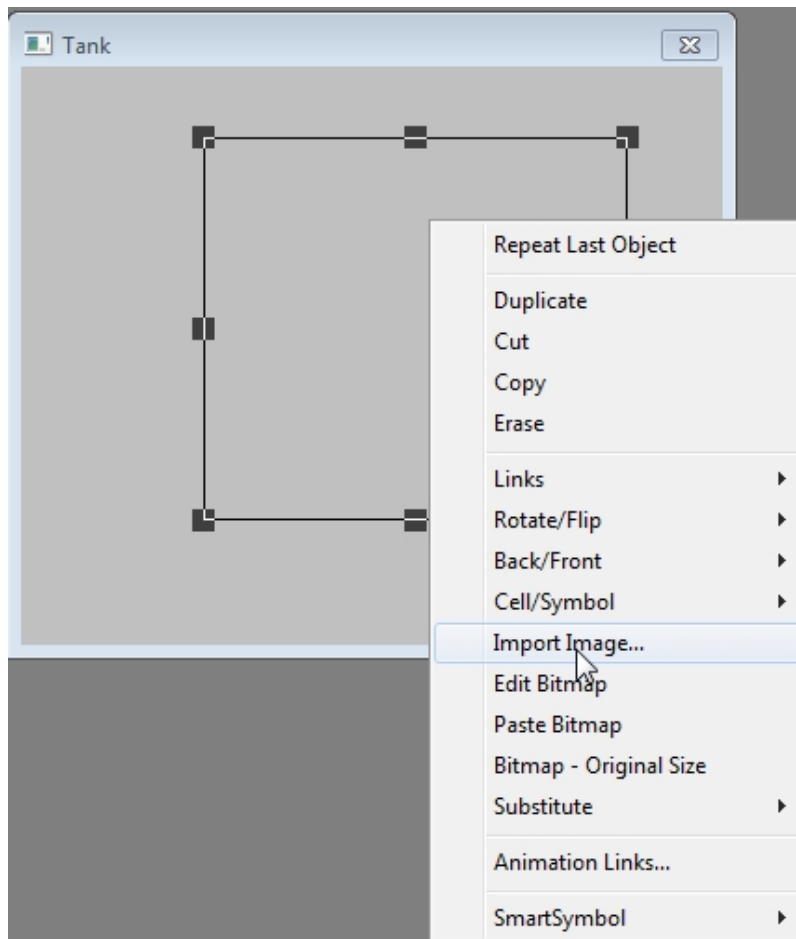 Tank
Repeat Last Object
Duplicate
Cut
Copy
Erase
Links
Rotate/Flip
Back/Front
Cell/Symbol
Import Image...
Edit Bitmap
Paste Bitmap
Bitmap - Original Size
Substitute
Animation Links...
SmartSymbol